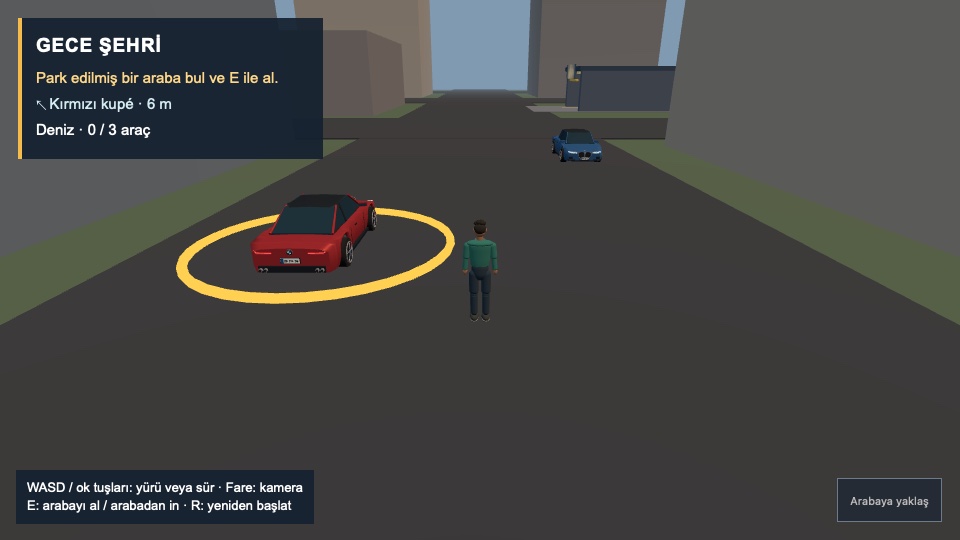 GECE ŞEHRİ
Park edilmiş bir araba bul ve E ile al.
↖ Kırmızı kupé · 6 m
Deniz · 0 / 3 araç
WASD / ok tuşları: yürü veya sür · Fare: kamera
E: arabayı al / arabadan in · R: yeniden başlat
Arabaya yaklaş